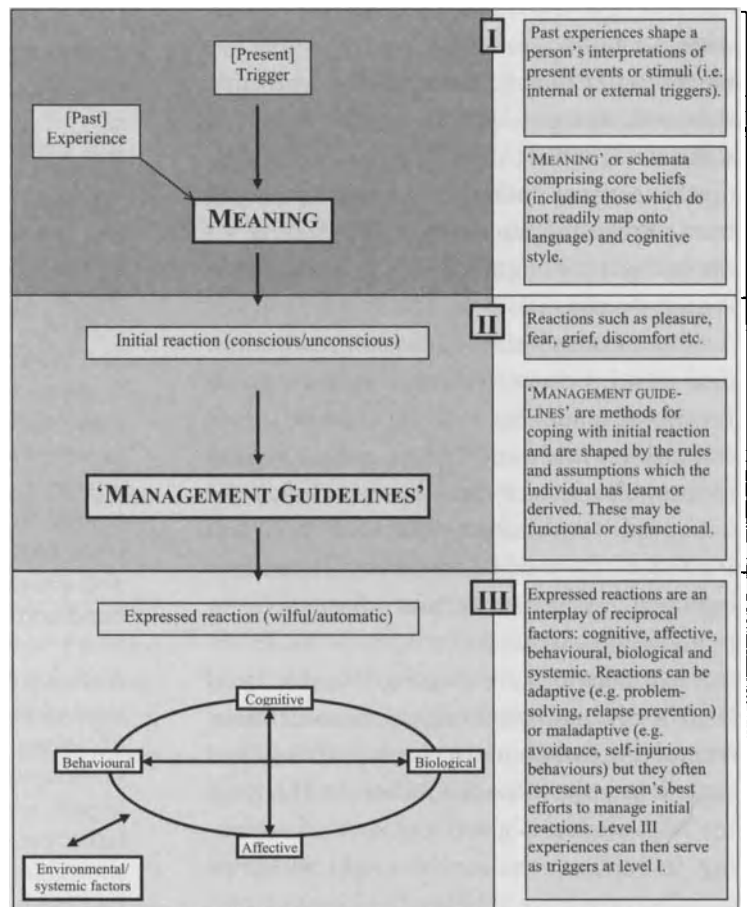 [Present]
Trigger
[Past]
Experience
MEANING
I
Past experiences shape a
person's interpretations of
present events or stimuli (i.e.
internal or external triggers).
'MEANING' or schemata
comprising core beliefs
(including those which do
not readily map onto
language) and cognitive
style.
Initial reaction (conscious/unconscious)
'MANAGEMENT GUIDELINES'
II
Reactions such as pleasure,
fear, grief, discomfort etc.
'MANAGEMENT GUIDE-
LINES' are methods for
coping with initial reaction
and are shaped by the rules
and assumptions which the
individual has learnt or
derived. These may be
functional or dysfunctional.
Expressed reaction (wilful/automatic)
Cognitive
Behavioural
Biological
Affective
Environmental/
systemic factors
III
Expressed reactions are an
interplay of reciprocal
factors: cognitive, affective,
behavioural, biological and
systemic. Reactions can be
adaptive (e.g. problem-
solving, relapse prevention)
or maladaptive (e.g.
avoidance, self-injurious
behaviours) but they often
represent a person's best
efforts to manage initial
reactions. Level III
experiences can then serve
as triggers at level I.